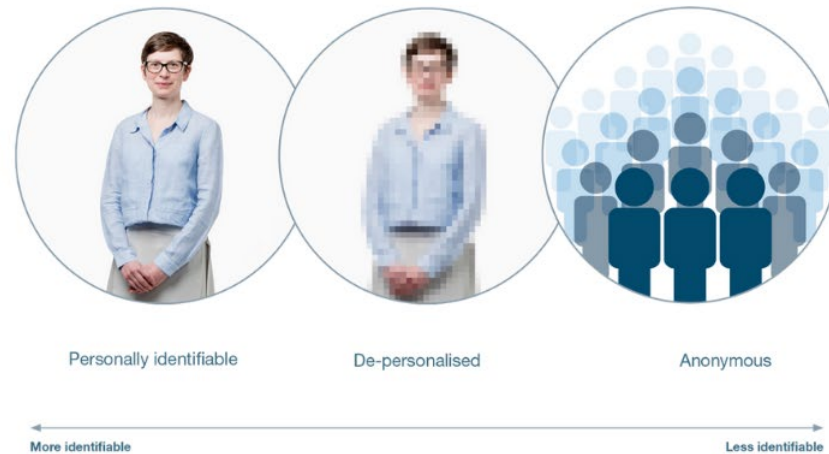 Personally identifiable
De-personalised
Anonymous
More identifiable
Less identifiable